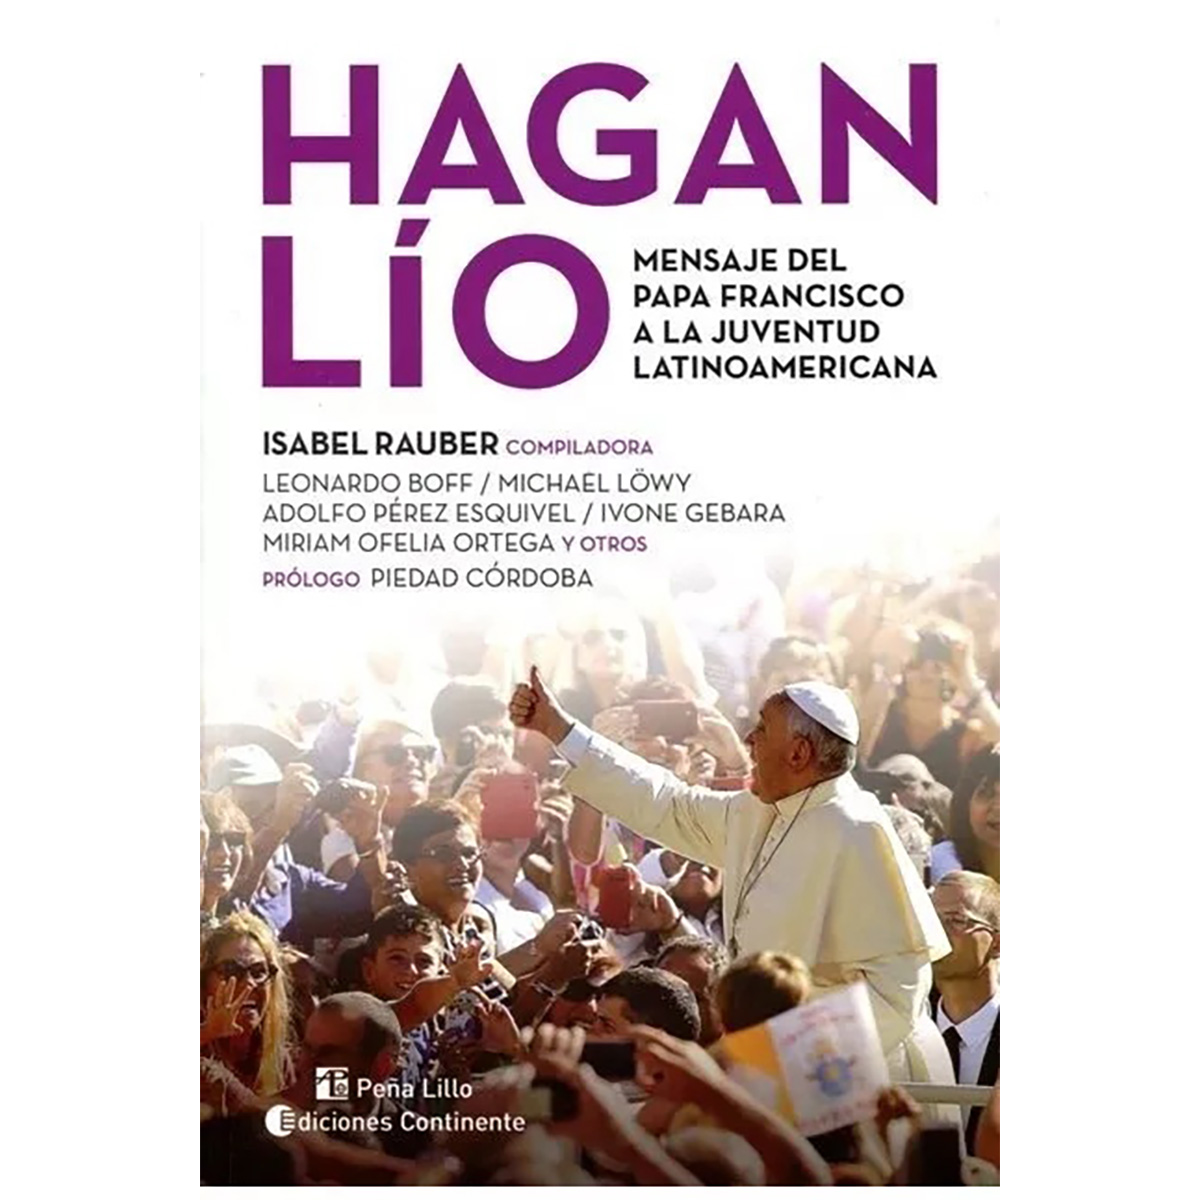 HAGAN
LÍO
MENSAJE DEL
PAPA FRANCISCO
A LA JUVENTUD
LATINOAMERICANA
ISABEL RAUBER COMPILADORA
LEONARDO BOFF / MICHAEL LÖWY
ADOLFO PÉREZ ESQUIVEL / IVONE GEBARA
MIRIAM OFELIA ORTEGA Y OTROS
PRÓLOGO PIEDAD CÓRDOBA
Peña Lillo
Ediciones Continente